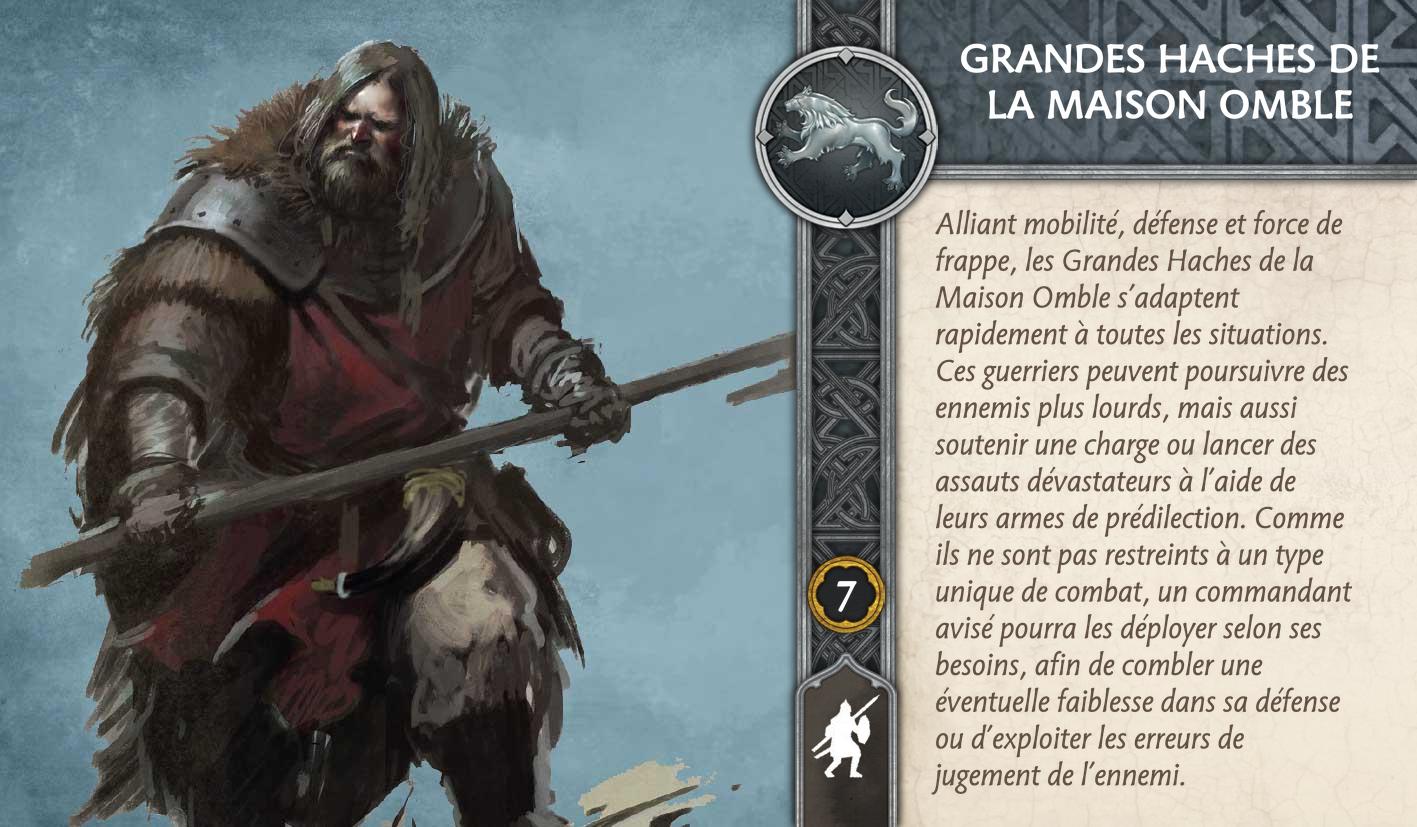 GRANDES HACHES DE
LA MAISON OMBLE
Alliant mobilité, défense et force de
frappe, les Grandes Haches de la
Maison Omble s'adaptent
rapidement à toutes les situations.
Ces guerriers peuvent poursuivre des
ennemis plus lourds, mais aussi
soutenir une charge ou lancer des
assauts dévastateurs à l'aide de
leurs armes de prédilection. Comme
ils ne sont pas restreints à un type
unique de combat, un commandant
avisé pourra les déployer selon ses
besoins, afin de combler une
éventuelle faiblesse dans sa défense
ou d'exploiter les erreurs de
jugement de l'ennemi.
7